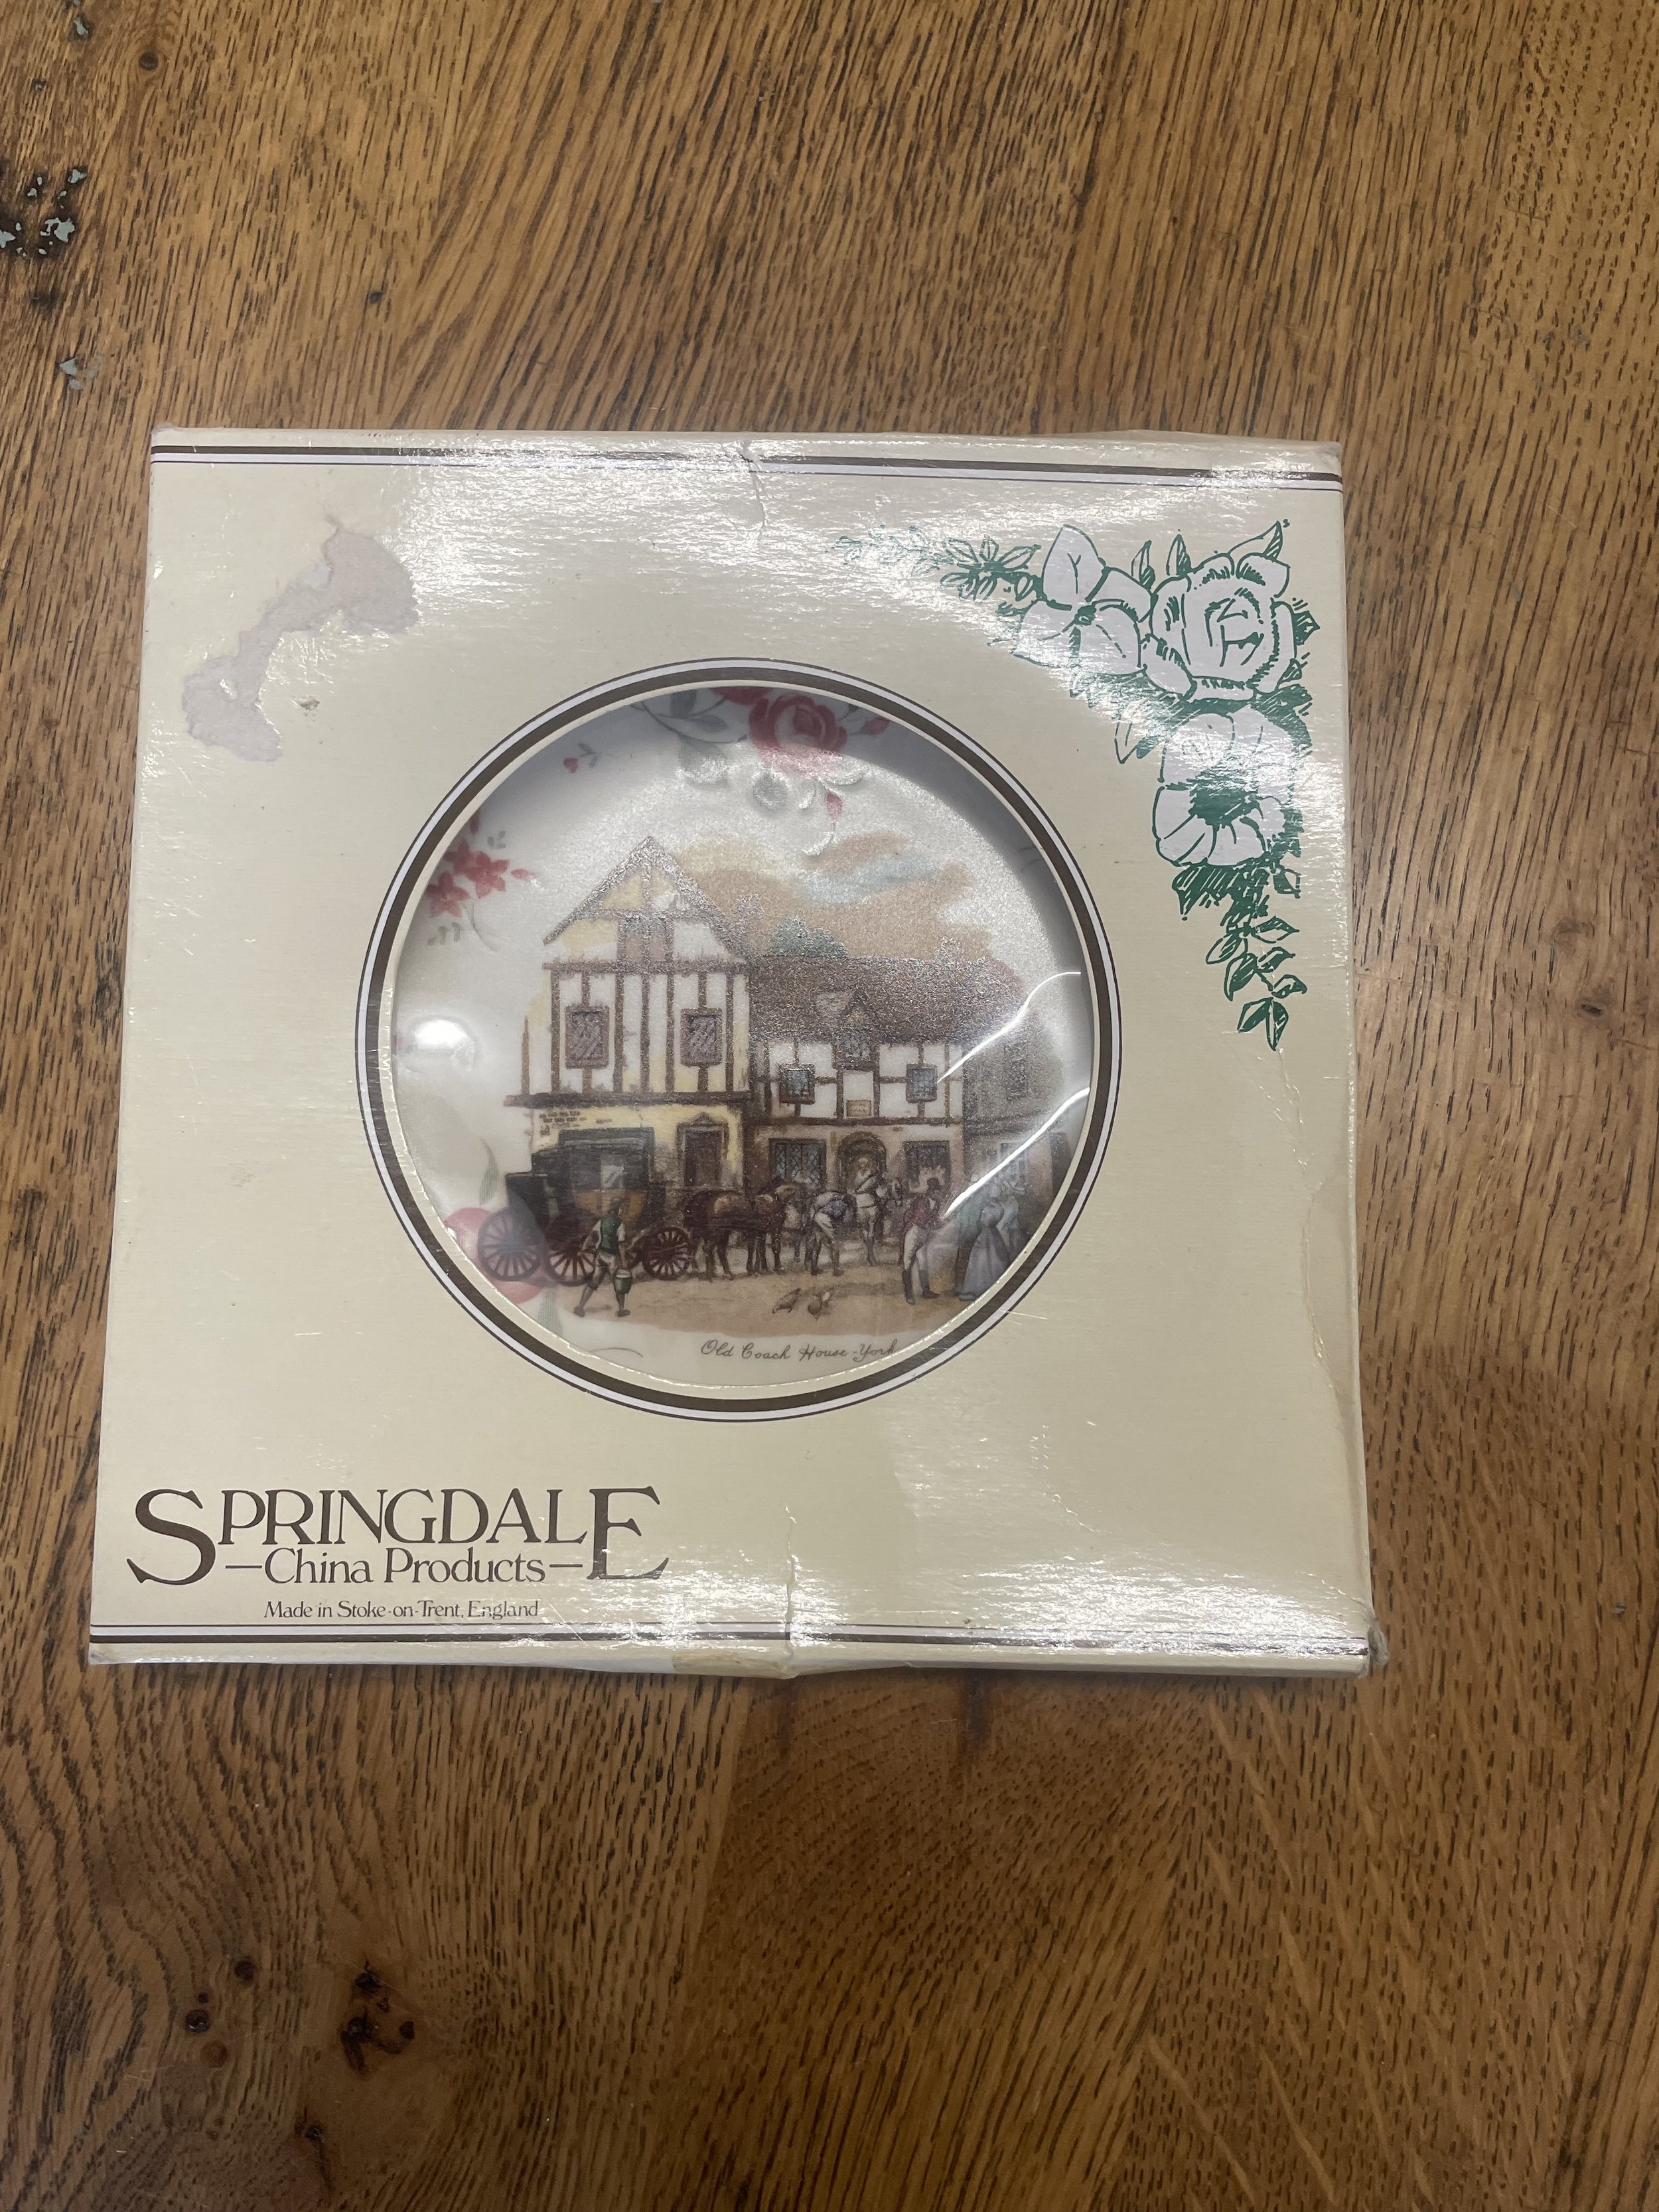 Old Coach House - York
SPRINGDALE
—China Products—
Made in Stoke-on-Trent, England